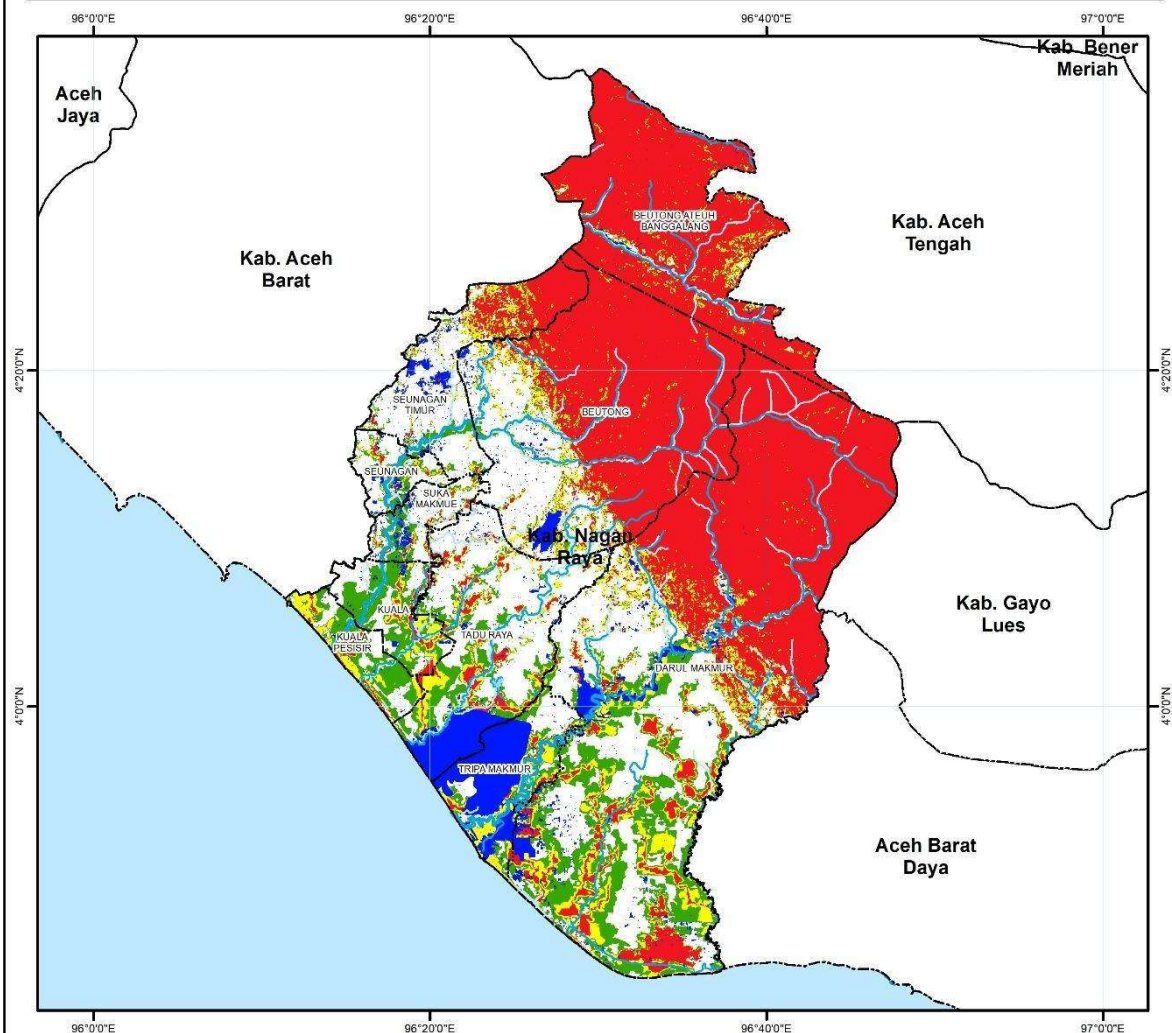 96°0'0"E
96°20'0"E
96°40'0"E
97°0'0"E
Kab. Bener
Meriah
Aceh
Jaya
BEUTONG ATEUH
BANGGALANG
Kab. Aceh
Tengah
Kab. Aceh
Barat
4°20'0"N
4°20'0"N
SEUNAGAN
TIMUR
BEUTONG
SEUNAGAN
SUKA
MAKMUE
Kab. Nagan
Raya
KUALA
Kab. Gayo
Lues
KUALA
PESISIR
TADU RAYA
DARUL MAKMUR
4°0'0"N
4°0'0"N
TRIPA MAKMUR
Aceh Barat
Daya
96°0'0"E
96°20'0"E
96°40'0"E
97°0'0"E